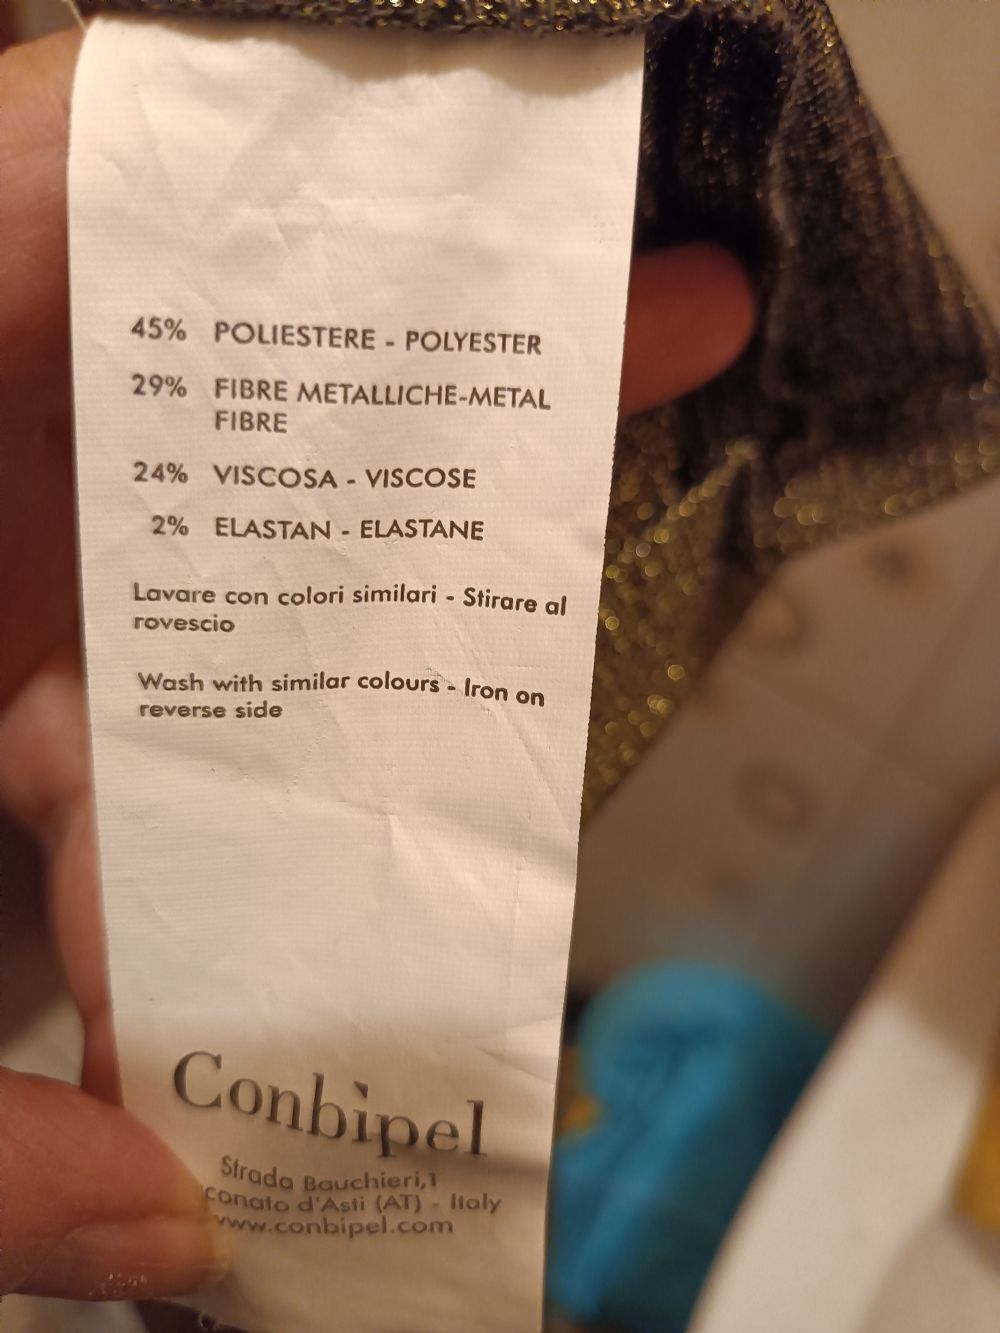 45% POLIESTERE - POLYESTER
29% FIBRE METALLICHE-METAL
FIBRE
24% VISCOSA - VISCOSE
2% ELASTAN - ELASTANE
Lavare con colori similari - Stirare al
rovescio
Wash with similar colours - Iron on
reverse side
Conbìpel
Strada Bauchieri,1
d'Asti (AT) - Italy
www.conbipel.com